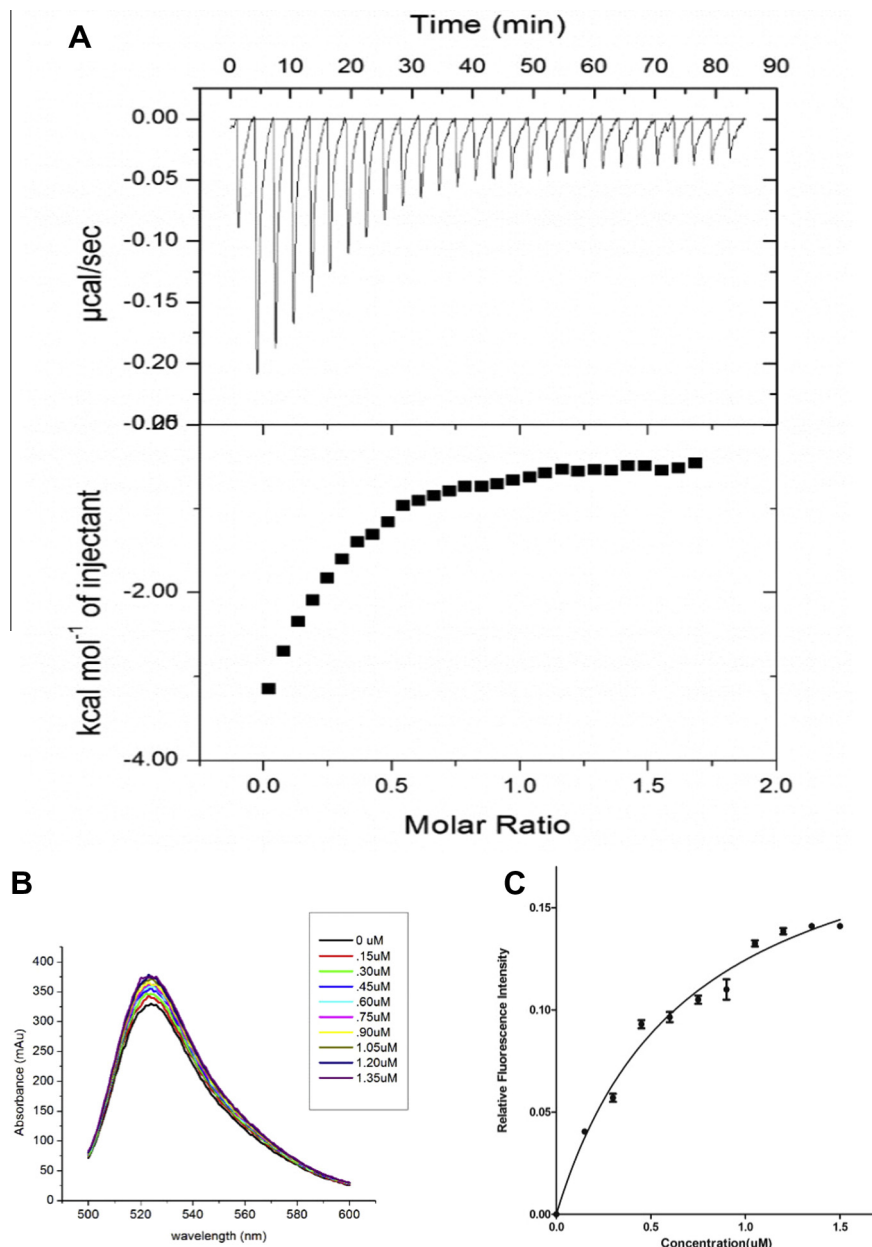 A
Time (min)
0 10 20 30 40 50 60 70 80 90
0.00
-0.05
-0.10
-0.15
-0.20
µcal/sec
-2.00
-4.00
kcal mol⁻¹ of injectant
0.0 0.5 1.0 1.5 2.0
Molar Ratio
B
400
350
300
250
200
150
100
50
0
Absorbance (mAu)
500 520 540 560 580 600
wavelength (nm)
0 uM
.15uM
.30uM
.45uM
.60uM
.75uM
.90uM
1.05uM
1.20uM
1.35uM
C
0.15
0.10
0.05
0.00
Relative Fluorescence Intensity
0.0 0.5 1.0 1.5
Concentration(uM)